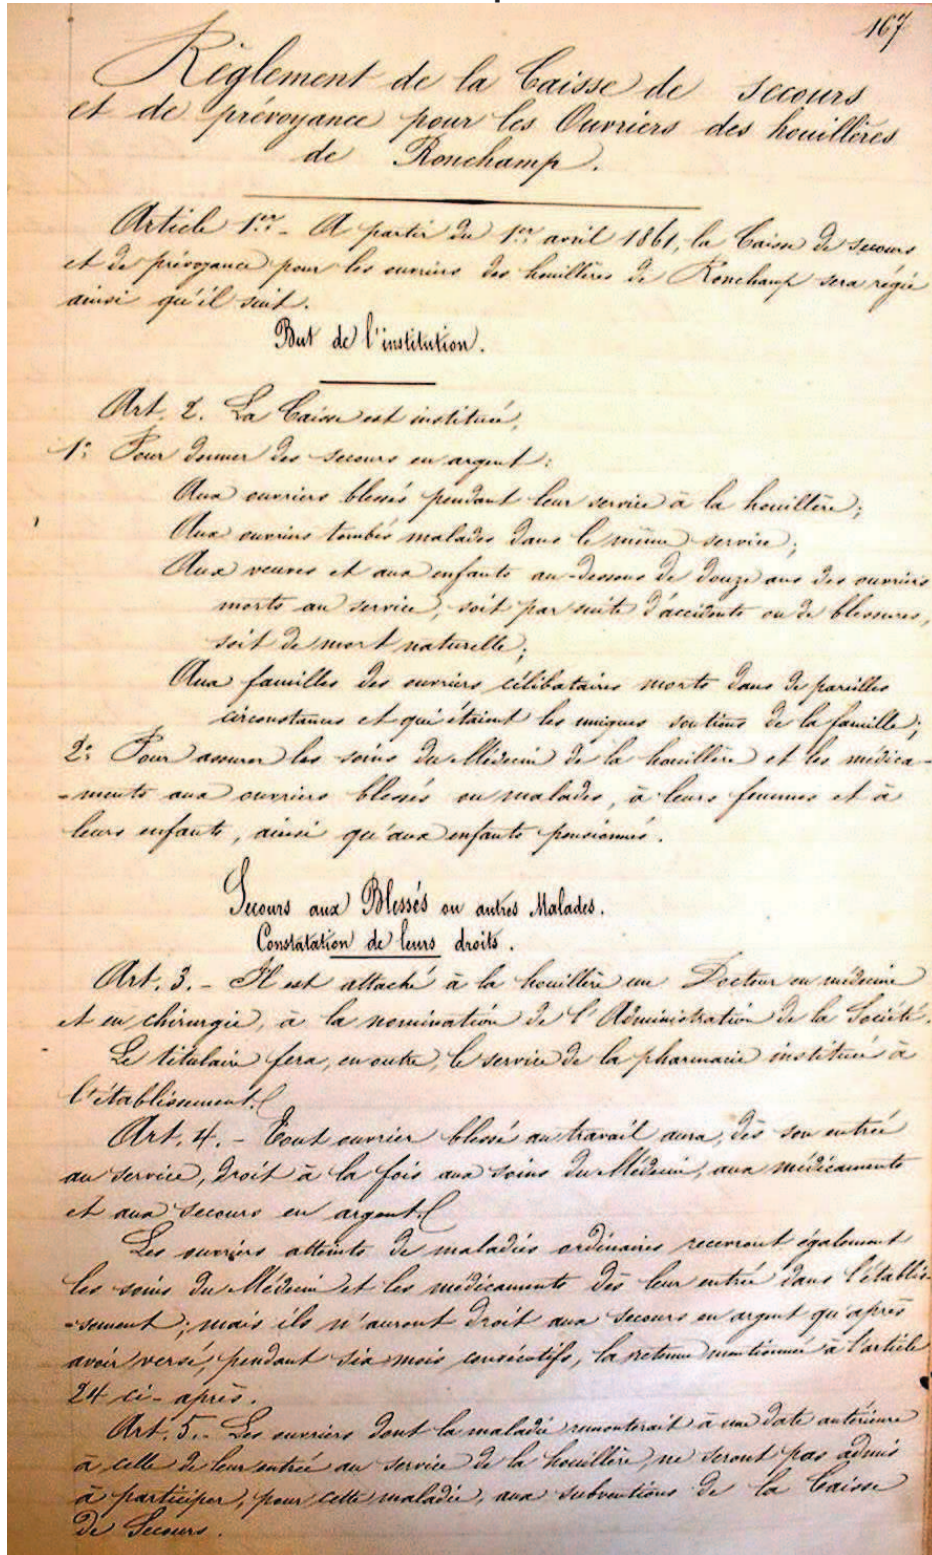 167
Règlement de la Caisse de secours
et de prévoyance pour les Ouvriers des houillères
de Ronchamp.
Article 1er. - A partir du 1er avril 1861, la Caisse de secours
et de prévoyance pour les ouvriers des houillères de Ronchamp sera régie
ainsi qu'il suit.
But de l'institution.
Art. 2. La Caisse est instituée,
1º: Pour donner des secours en argent:
Aux ouvriers blessés pendant leur service à la houillère;
Aux ouvriers tombés malades dans le même service;
Aux veuves et aux enfants au-dessous de douze ans des ouvriers
morts au service, soit par suite d'accidents ou de blessures,
soit de mort naturelle;
Aux familles des ouvriers célibataires morts dans de pareilles
circonstances et qui étaient les uniques soutiens de la famille;
2º: Pour assurer les soins du Médecin de la houillère et les médica-
-ments aux ouvriers blessés ou malades, à leurs femmes et à
leurs enfants, ainsi qu'aux enfants pensionnés.
Secours aux Blessés ou autres Malades.
Constatation de leurs droits.
Art. 3. - Il est attaché à la houillère un Docteur en médecine
et en chirurgie, à la nomination de l'Administration de la Société.
Le titulaire fera, en outre, le service de la pharmacie instituée à
l'établissement.
Art. 4. - Tout ouvrier blessé au travail aura, dès son entrée
au service, droit à la fois aux soins du Médecin, aux médicaments
et aux secours en argent.
Les ouvriers atteints de maladies ordinaires recevront également
les soins du Médecin et les médicaments dès leur entrée dans l'établis-
-sement; mais ils n'auront droit aux secours en argent qu'après
avoir versé, pendant six mois consécutifs, la retenue mentionnée à l'article
24 ci-après.
Art. 5. - Les ouvriers dont la maladie remonterait à une date antérieure
à celle de leur entrée au service de la houillère, ne seront pas admis
à participer, pour cette maladie, aux subventions de la Caisse
de Secours.